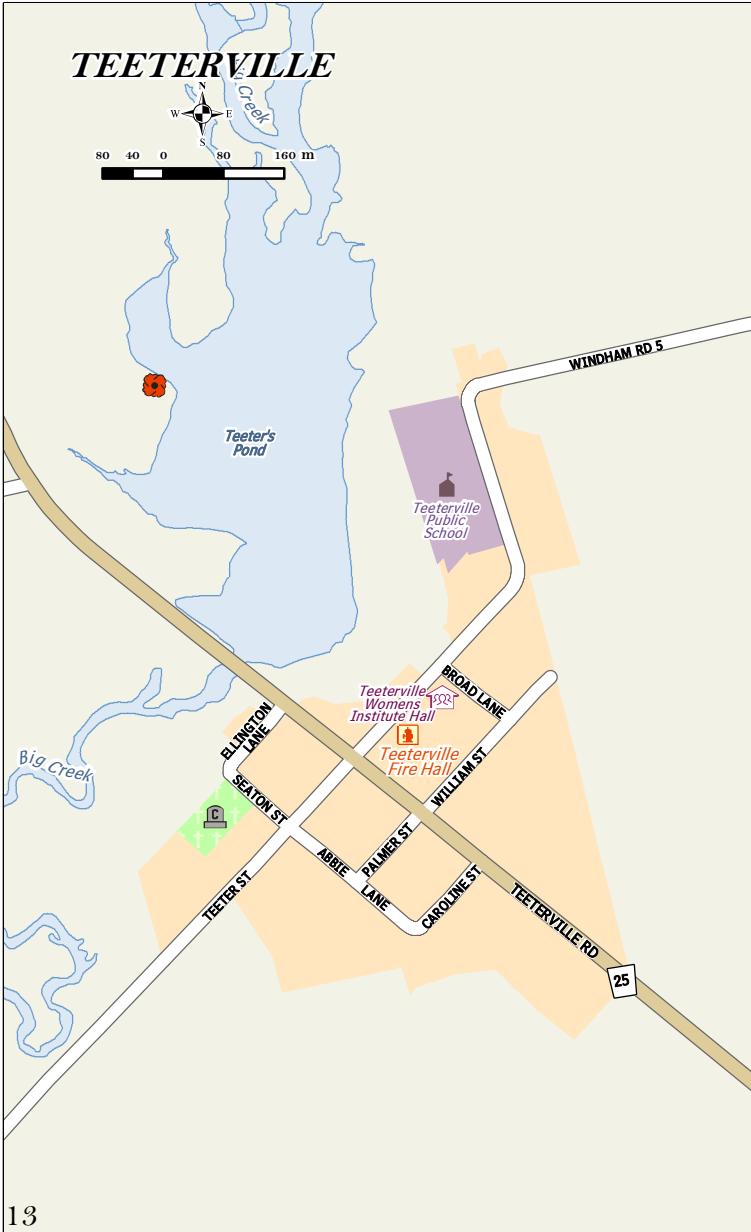 TEETERVILLE
Big Creek
N
W E
S
80 40 0 80 160 m
WINDHAM RD 5
Teeter's
Pond
Teeterville
Public
School
BROAD LANE
Teeterville
Womens
Institute Hall
ELLINGTON
LANE
Teeterville
Fire Hall
Big Creek
WILLIAM ST
SEATON ST
C
PALMER ST
ABBIE LANE
TEETER ST
CAROLINE ST
TEETERVILLE RD
25
13